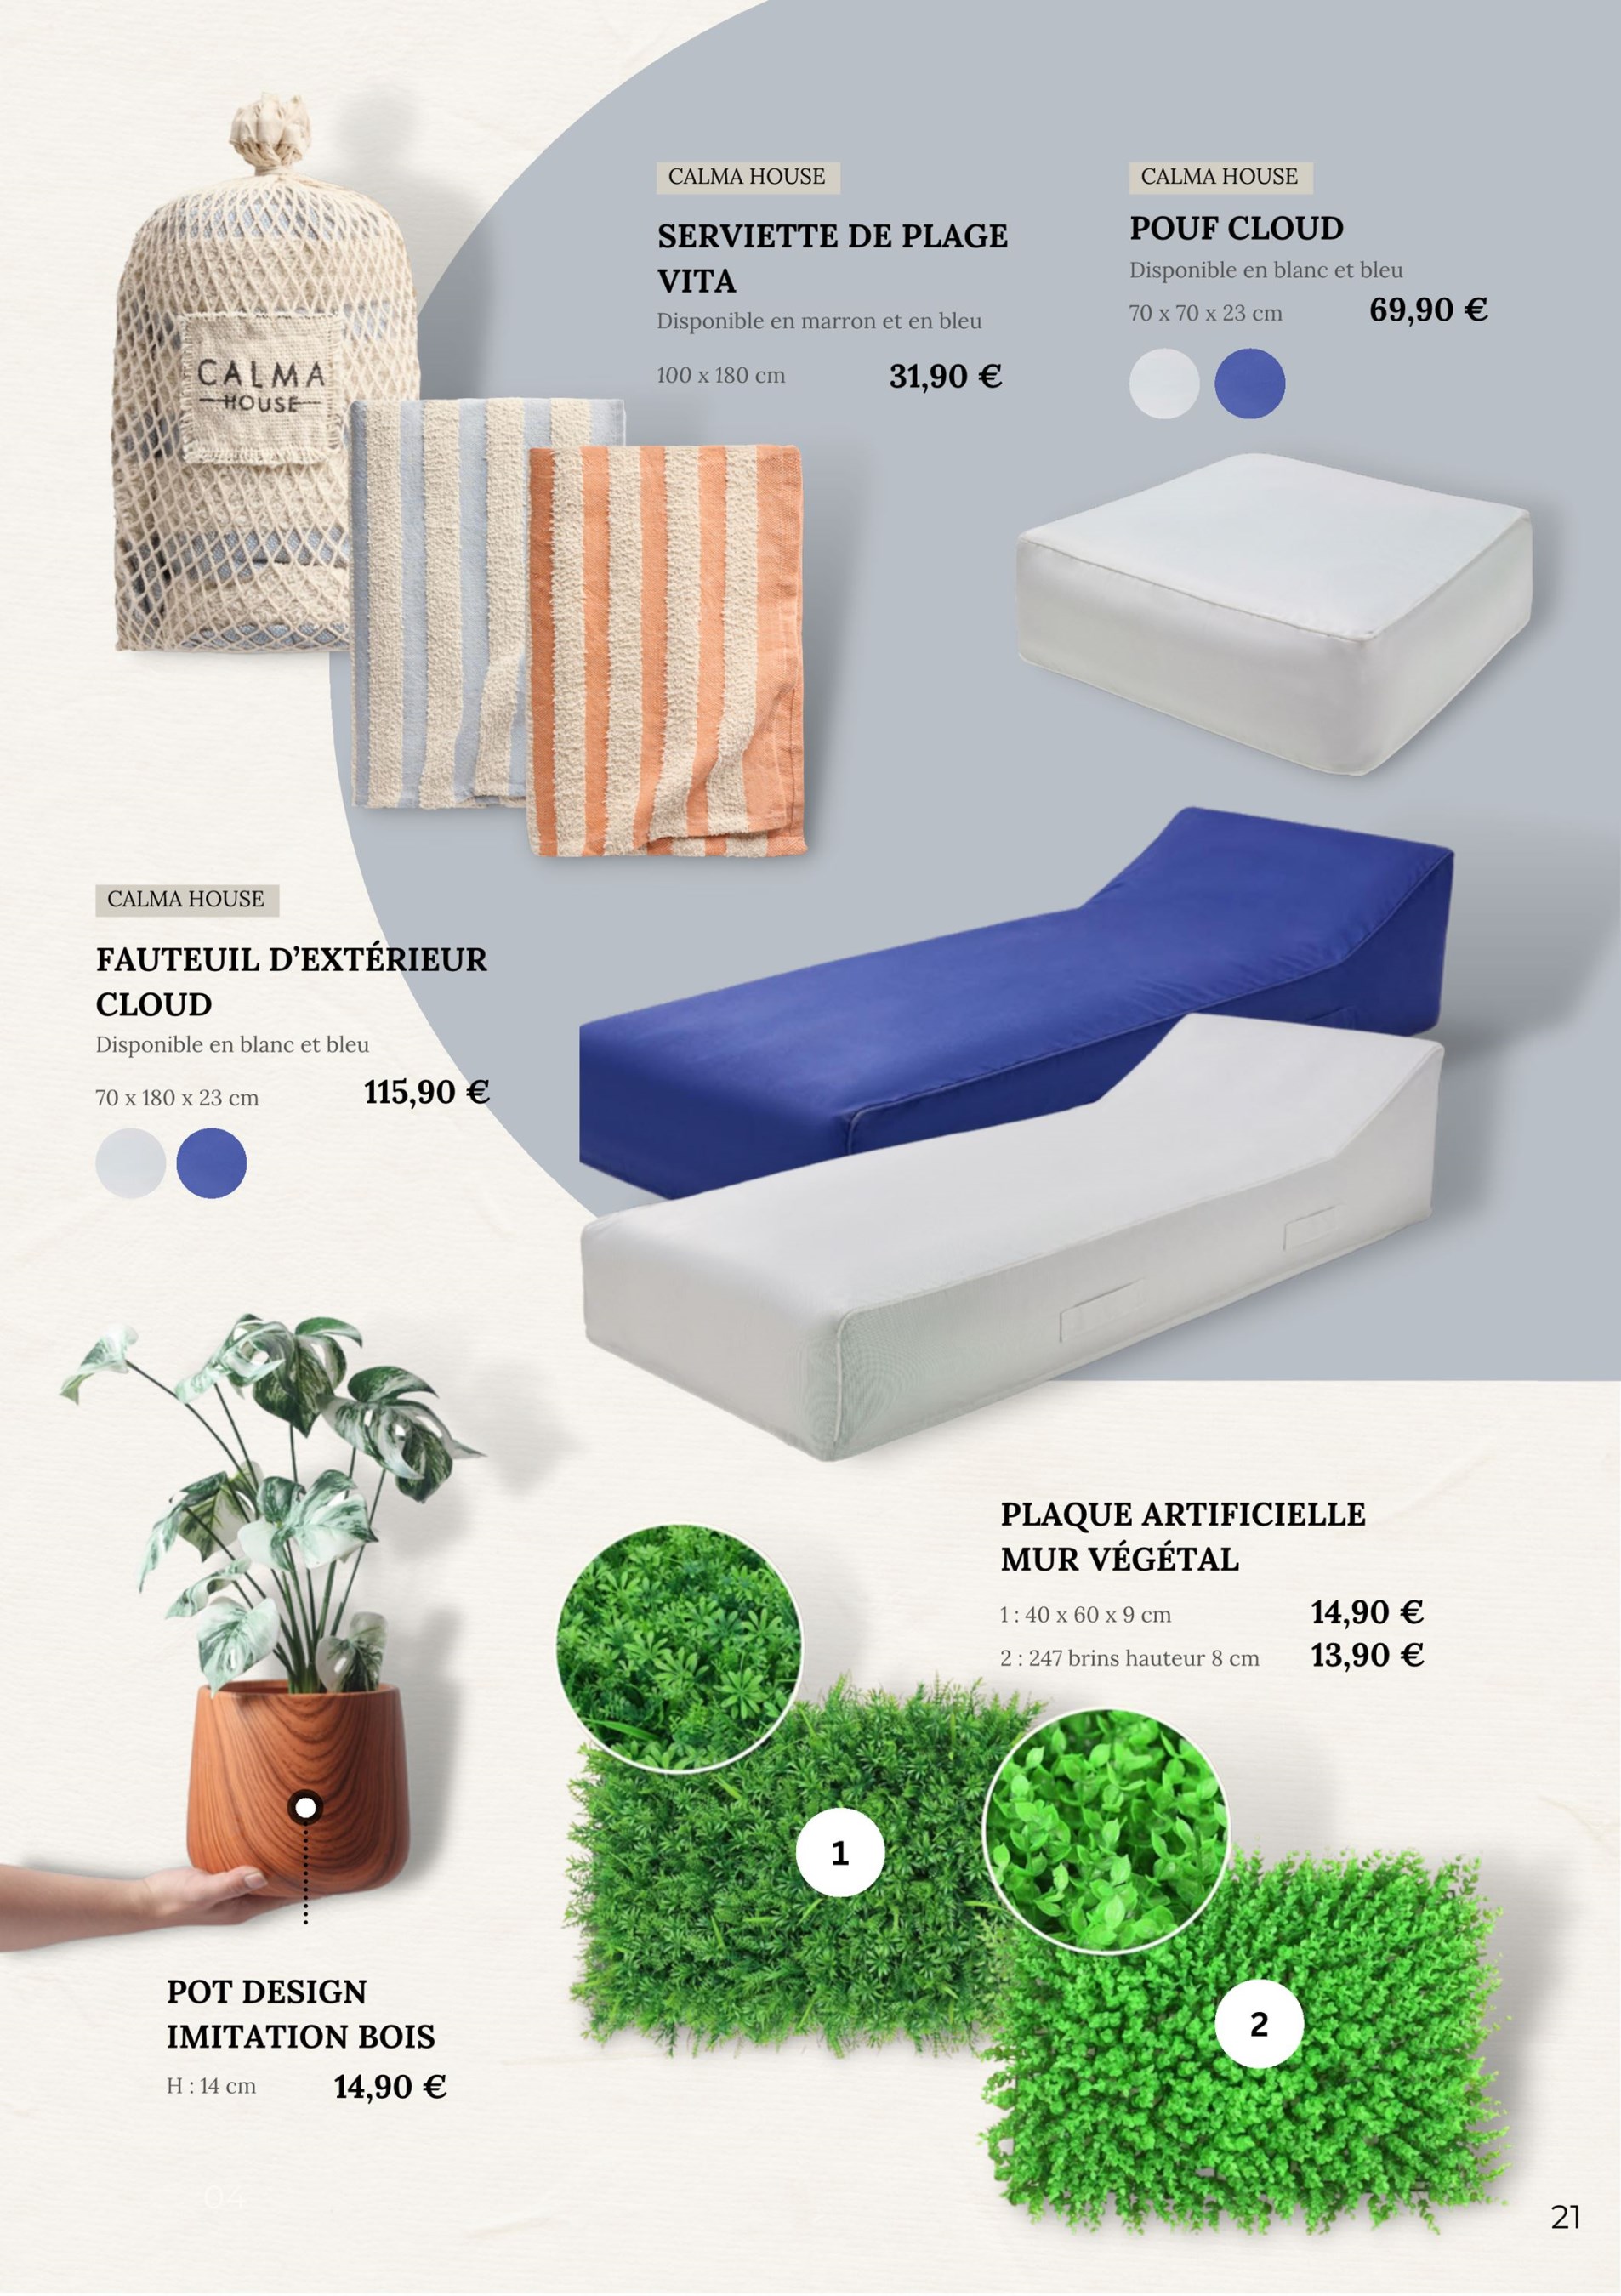 CALMA
HOUSE
CALMA HOUSE
SERVIETTE DE PLAGE
VITA
Disponible en marron et en bleu
100 x 180 cm 31,90 €
CALMA HOUSE
POUF CLOUD
Disponible en blanc et bleu
70 x 70 x 23 cm 69,90 €
CALMA HOUSE
FAUTEUIL D’EXTÉRIEUR
CLOUD
Disponible en blanc et bleu
70 x 180 x 23 cm 115,90 €
PLAQUE ARTIFICIELLE
MUR VÉGÉTAL
1 : 40 x 60 x 9 cm 14,90 €
2 : 247 brins hauteur 8 cm 13,90 €
1
2
POT DESIGN
IMITATION BOIS
H : 14 cm 14,90 €
04
21